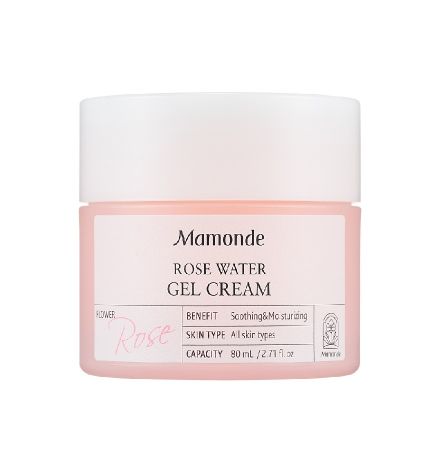 Mamonde
ROSE WATER
GEL CREAM
FLOWER
Rose
BENEFIT Soothing&Moisturizing
SKIN TYPE All skin types
CAPACITY 80 mL / 2.71 fl. oz
Mamonde